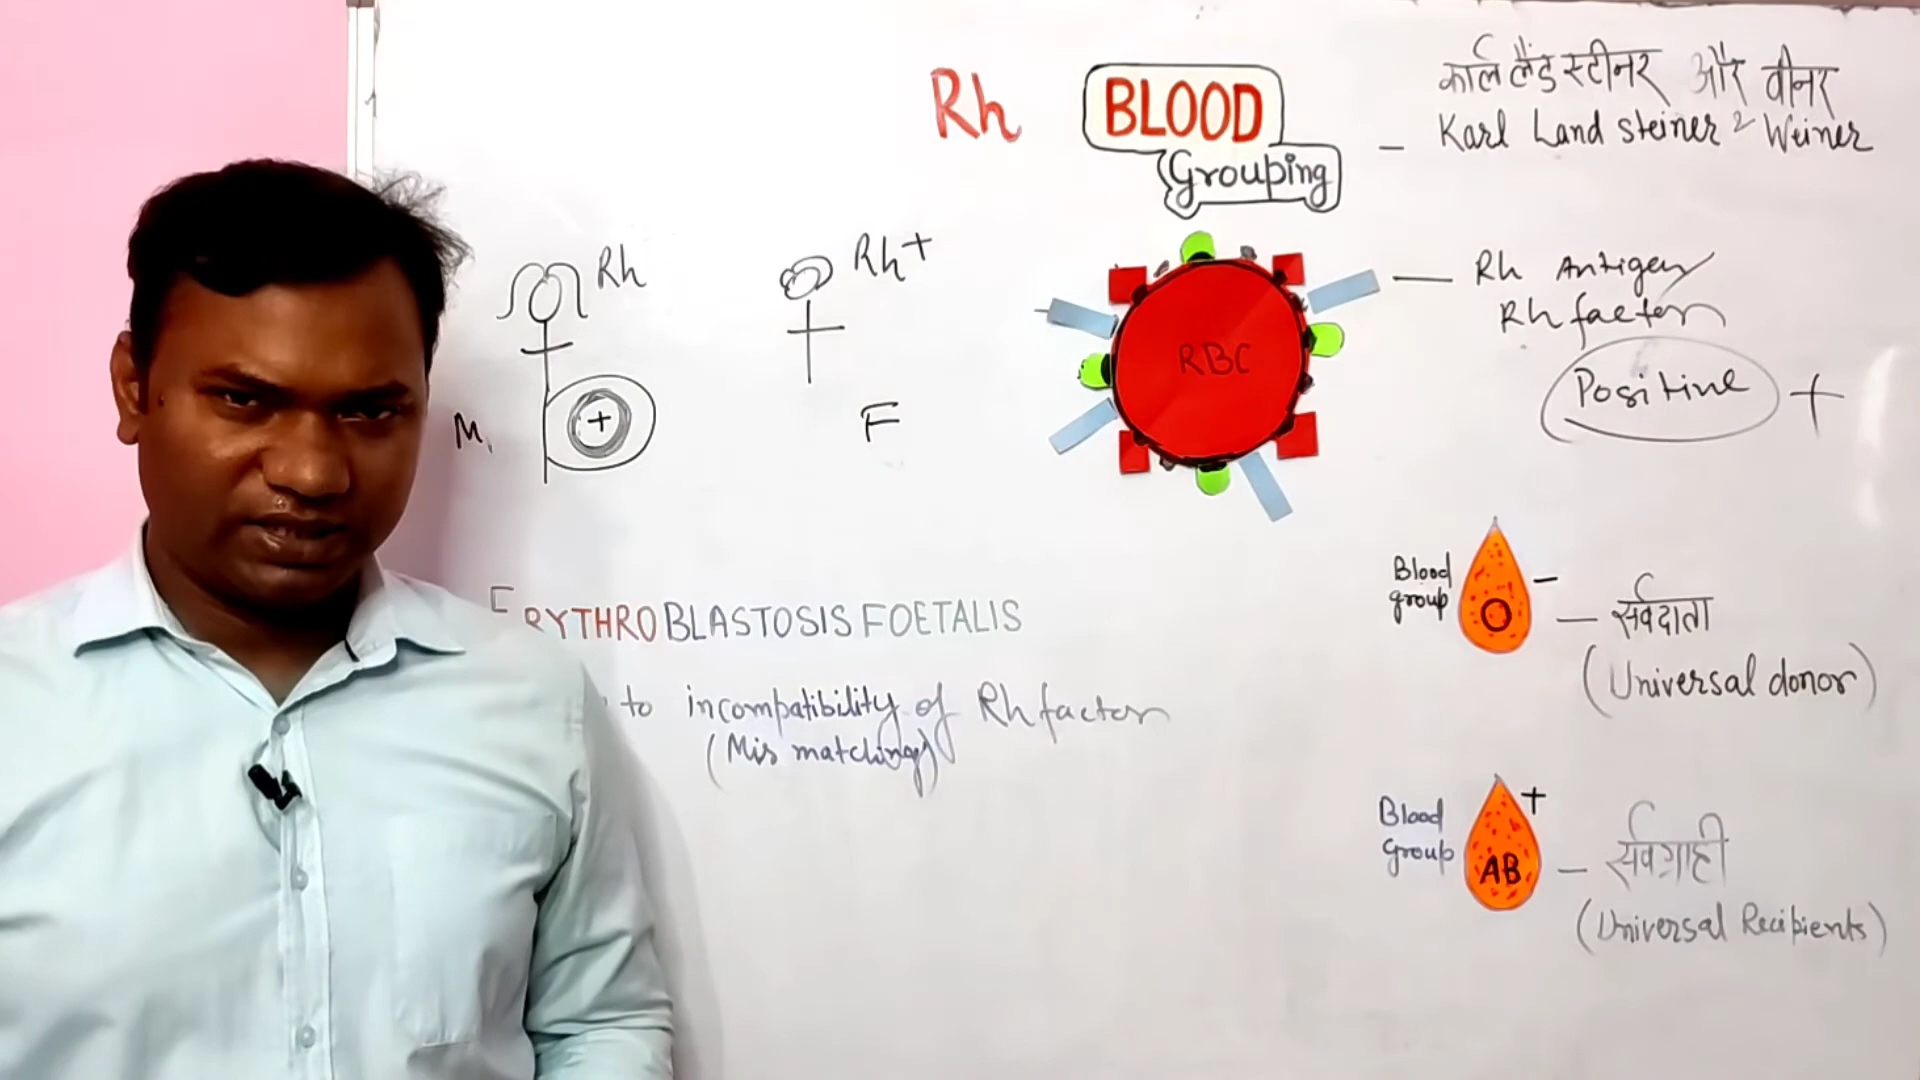 Rh BLOOD
Grouping
—
कार्ल लैंड स्टीनर और वीनर
Karl Land steiner & Weiner
Rh
Rh+
M.
+
F
RBC
— Rh Antigen
Rh factor
Positive +
ERYTHROBLASTOSIS FOETALIS
to incompatibility of Rh factor
(Mis matching)
Blood
group
O
−
— सर्वदाता
(Universal donor)
Blood
Group
AB
+
— सर्वग्राही
(Universal Recipients)